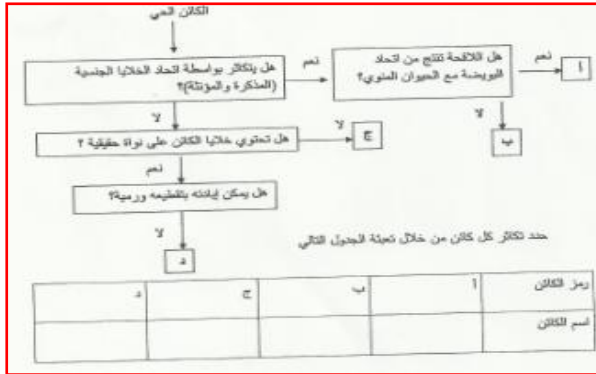 الكائن الحي
هل يتكاثر بواسطة اتحاد الخلايا الجنسية
(المذكرة والمؤنثة)؟
نعم
هل اللاقحة تنتج من اتحاد
البويضة مع الحيوان المنوي؟
نعم
أ
لا
لا
ب
هل تحتوي خلايا الكائن على نواة حقيقية ؟
لا
ج
نعم
هل يمكن إبادته بتقطيعه ورميه؟
لا
د
حدد تكاثر كل كائن من خلال تعبئة الجدول التالي
رمز الكائن أ ب ج د
اسم الكائن